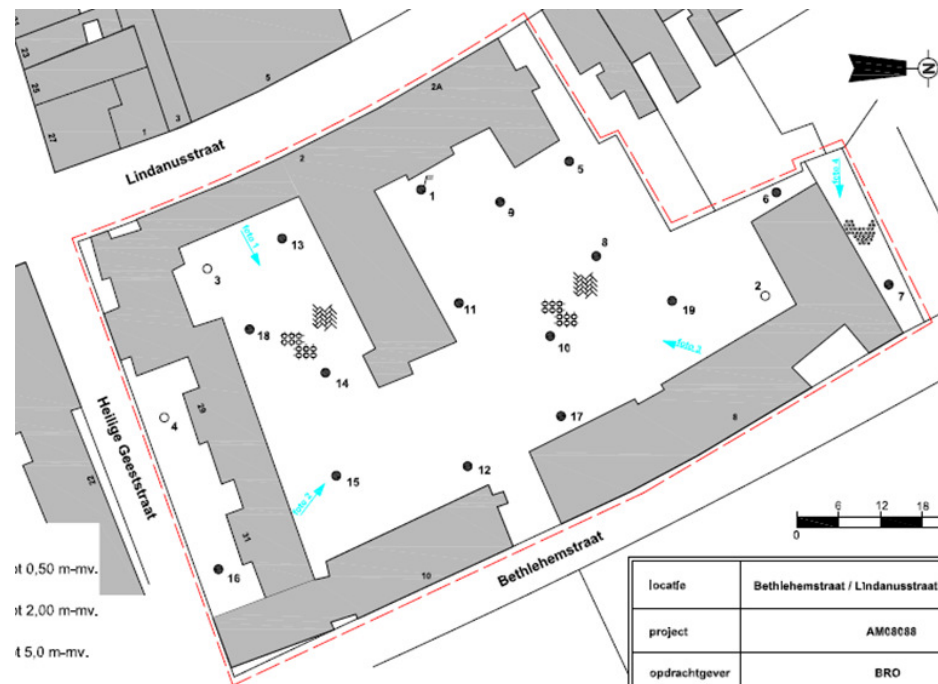 23
25
27
1
3
5
Lindanusstraat
2
2A
N
5
1
9
6
foto 4
foto 1
13
3
8
2
7
11
18
19
10
foto 2
14
29
17
8
4
Heilige Geeststraat
22
15
12
foto 3
31
16
10
Bethlehemstraat
0 6 12 18
ot 0,50 m-mv.
ot 2,00 m-mv.
ot 5,0 m-mv.
locatie Bethlehemstraat / Lindanusstraat
project AM08088
opdrachtgever BRO